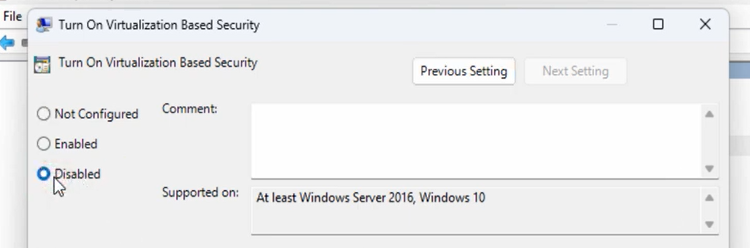 File
Turn On Virtualization Based Security
Turn On Virtualization Based Security
Previous Setting
Next Setting
Not Configured
Comment:
Enabled
Disabled
Supported on:
At least Windows Server 2016, Windows 10